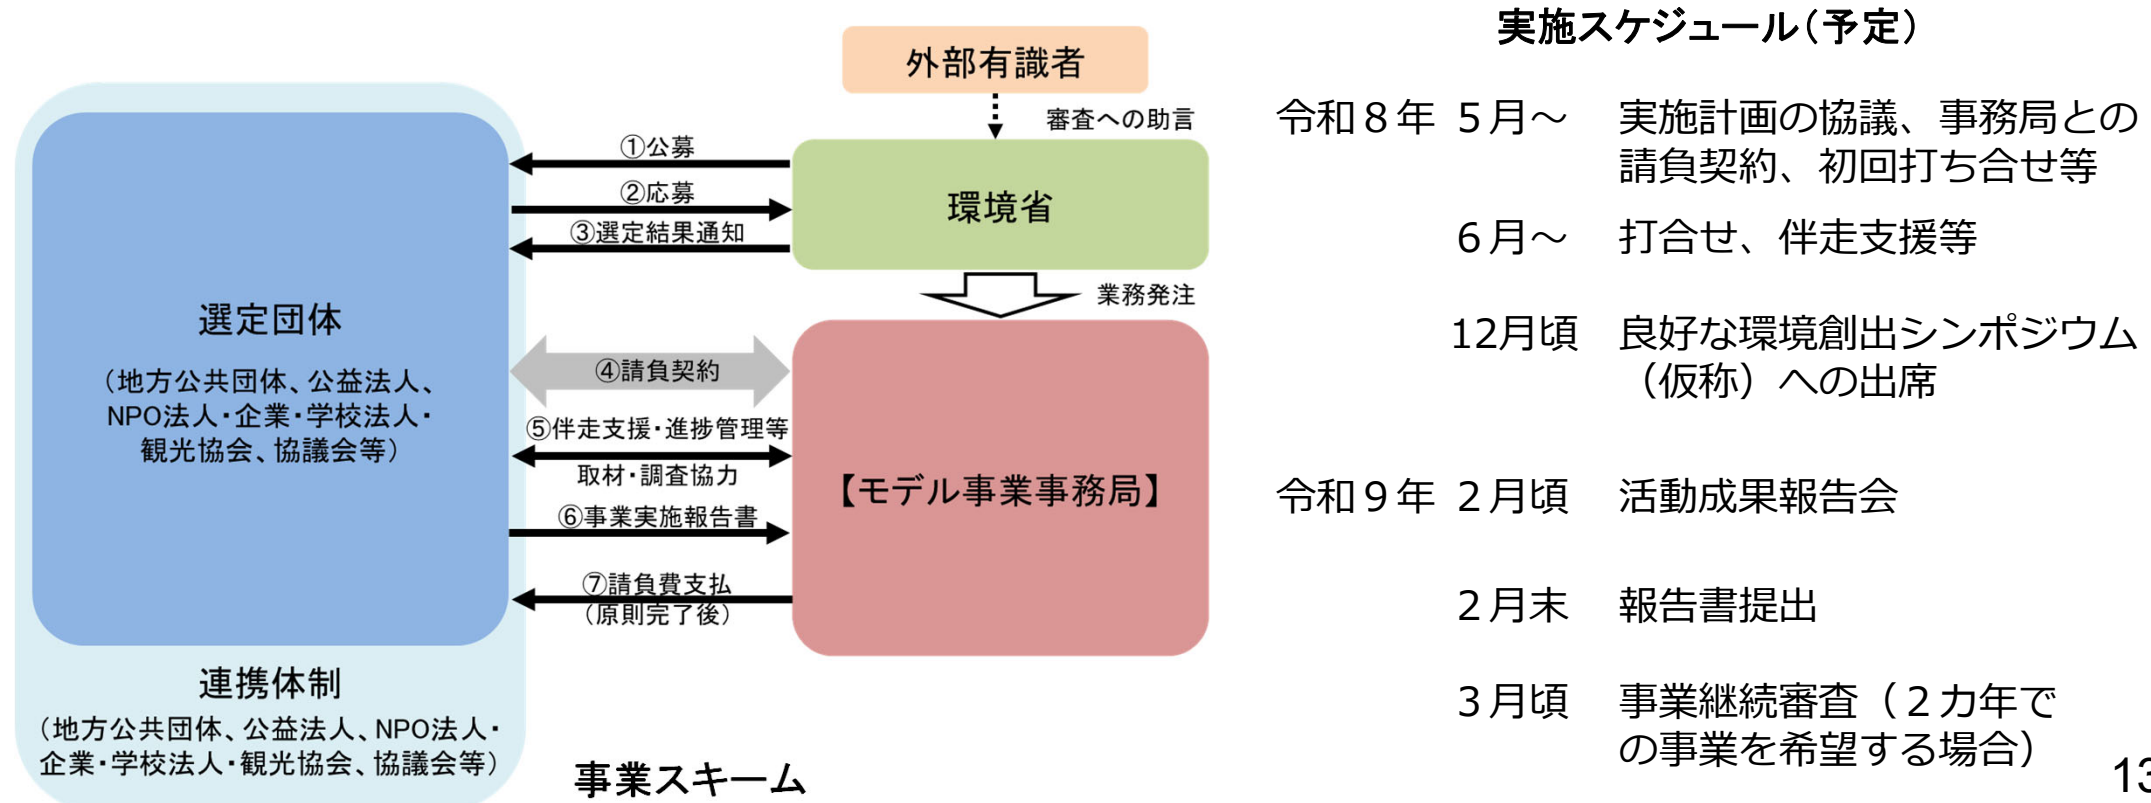 外部有識者
審査への助言
①公募
②応募
③選定結果通知
環境省
業務発注
選定団体
（地方公共団体、公益法人、
NPO法人・企業・学校法人・
観光協会、協議会等）
④請負契約
⑤伴走支援・進捗管理等
取材・調査協力
⑥事業実施報告書
⑦請負費支払
（原則完了後）
【モデル事業事務局】
連携体制
（地方公共団体、公益法人、NPO法人・
企業・学校法人・観光協会、協議会等）
事業スキーム
実施スケジュール（予定）
令和８年 ５月～ 実施計画の協議、事務局との
請負契約、初回打ち合せ等
６月～ 打合せ、伴走支援等
12月頃 良好な環境創出シンポジウム
（仮称）への出席
令和９年 ２月頃 活動成果報告会
２月末 報告書提出
３月頃 事業継続審査（２カ年で
の事業を希望する場合）
13